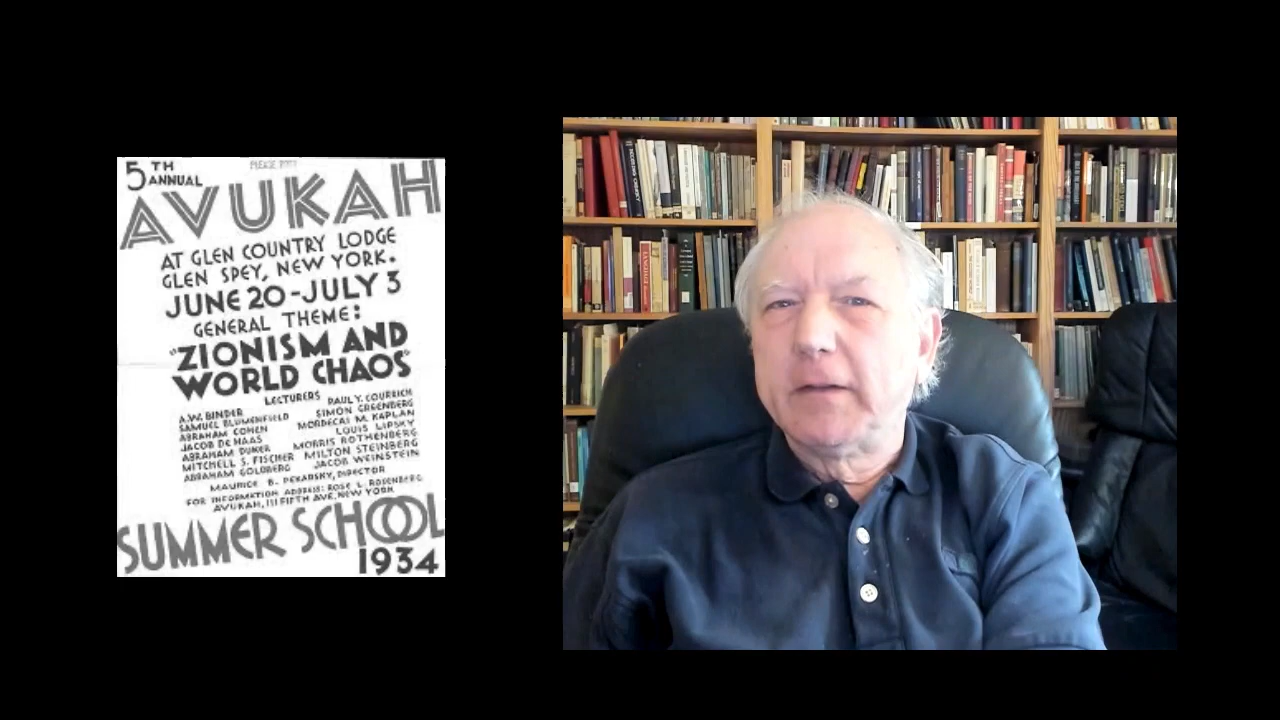 5TH ANNUAL
PLEASE POST
AVUKAH
AT GLEN COUNTRY LODGE
GLEN SPEY, NEW YORK.
JUNE 20-JULY 3
GENERAL THEME:
"ZIONISM AND
WORLD CHAOS"
LECTURERS
A.W. BINDER
SAMUEL BLUMENFIELD
ABRAHAM COHEN
JACOB DE HAAS
ABRAHAM DUKER
MITCHELL S. FISCHER
ABRAHAM GOLDBERG
PAUL Y. COURRICH
SIMON GREENBERG
MORDECAI M. KAPLAN
LOUIS LIPSKY
MORRIS ROTHENBERG
MILTON STEINBERG
JACOB WEINSTEIN
MAURICE B. PEKARSKY, DIRECTOR
FOR INFORMATION ADDRESS: ROSE L. ROSENBERG
AVUKAH, 111 FIFTH AVE, NEW YORK
SUMMER SCHOOL
1934